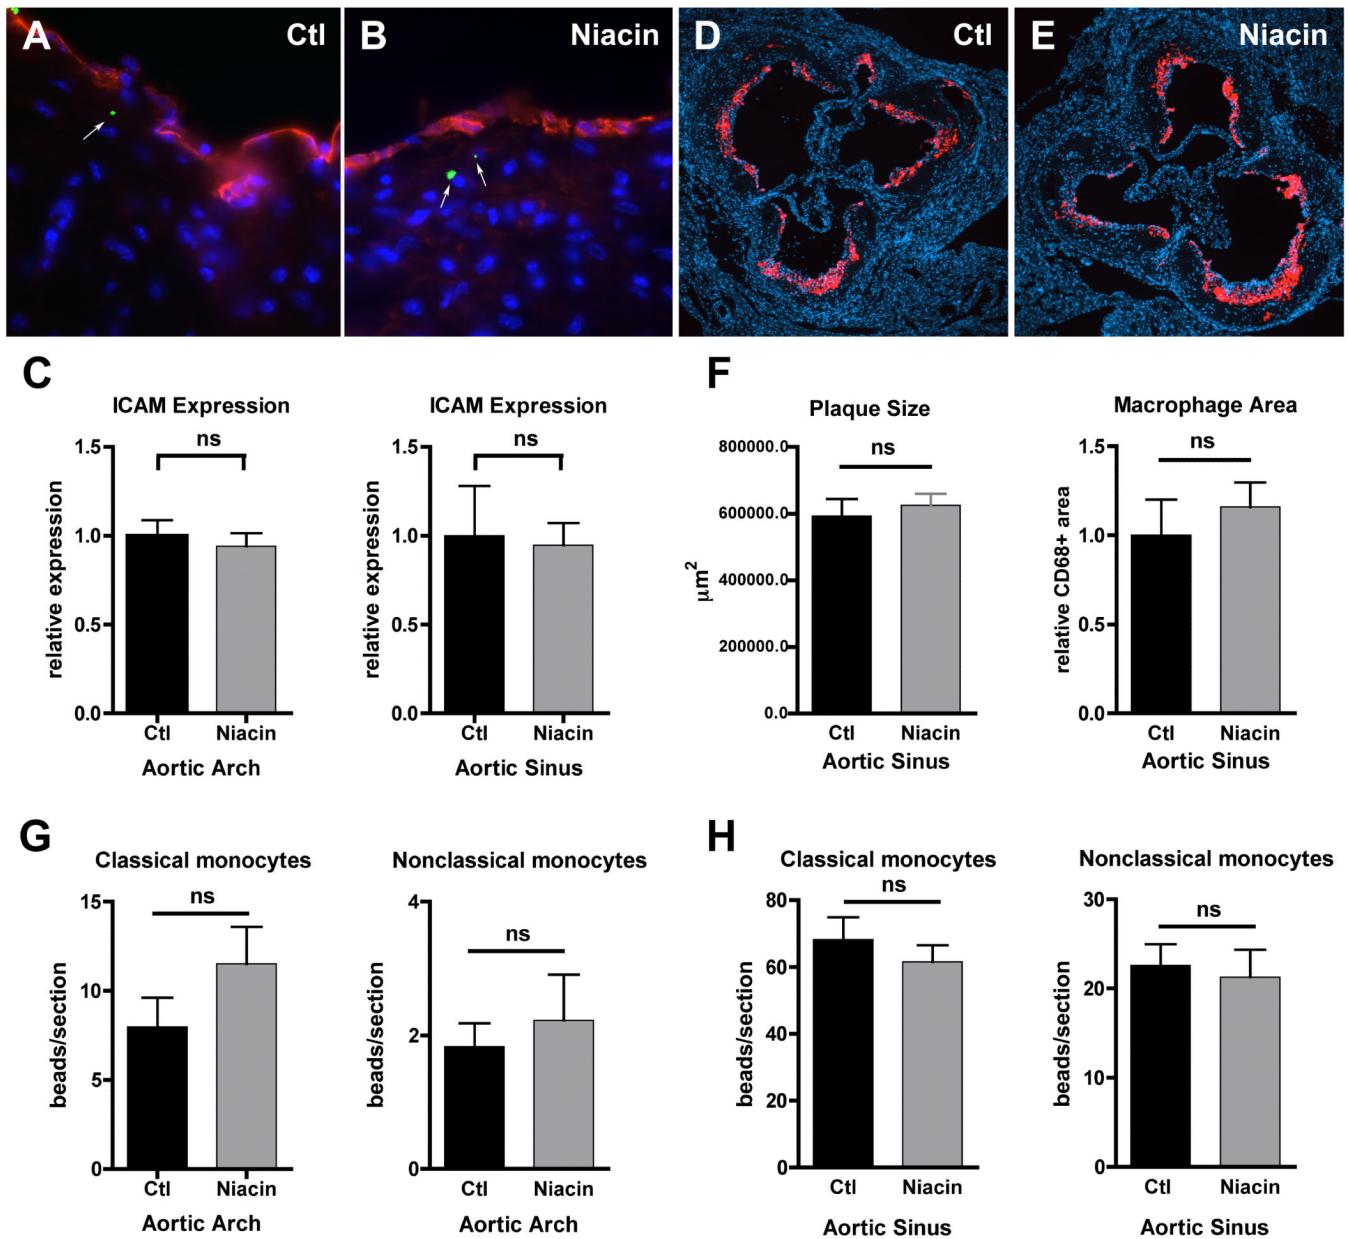 A
Ctl
B
Niacin
D
Ctl
E
Niacin
C
ICAM Expression
ns
1.5
1.0
0.5
0.0
relative expression
Ctl
Niacin
Aortic Arch
ICAM Expression
ns
1.5
1.0
0.5
0.0
relative expression
Ctl
Niacin
Aortic Sinus
F
Plaque Size
ns
800000.0
600000.0
400000.0
200000.0
0.0
μm²
Ctl
Niacin
Aortic Sinus
Macrophage Area
ns
1.5
1.0
0.5
0.0
relative CD68+ area
Ctl
Niacin
Aortic Sinus
G
Classical monocytes
ns
15
10
5
0
beads/section
Ctl
Niacin
Aortic Arch
Nonclassical monocytes
ns
4
2
0
beads/section
Ctl
Niacin
Aortic Arch
H
Classical monocytes
ns
80
60
40
20
0
beads/section
Ctl
Niacin
Aortic Sinus
Nonclassical monocytes
ns
30
20
10
0
beads/section
Ctl
Niacin
Aortic Sinus